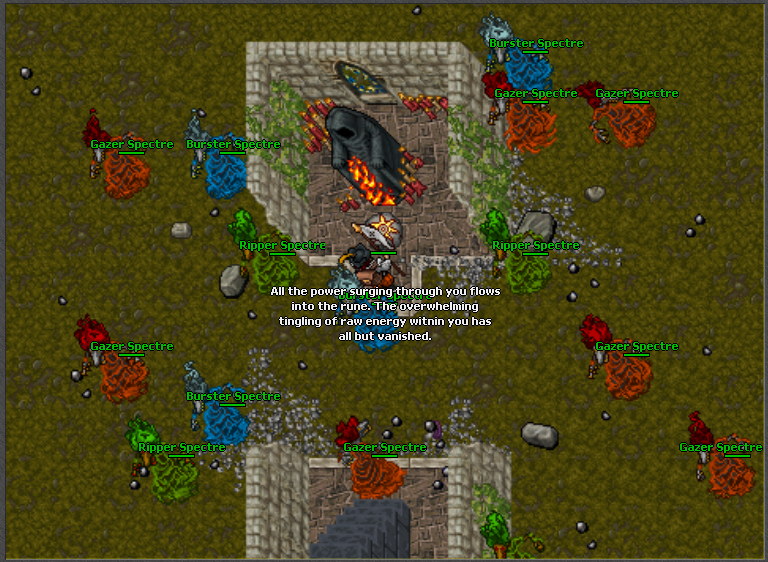 Burster Spectre
Gazer Spectre
Gazer Spectre
Gazer Spectre
Burster Spectre
Ripper Spectre
Ripper Spectre
All the power surging through you flows
into the rune. The overwhelming
tingling of raw energy witnin you has
all but vanished.
Gazer Spectre
Gazer Spectre
Burster Spectre
Ripper Spectre
Gazer Spectre
Gazer Spectre